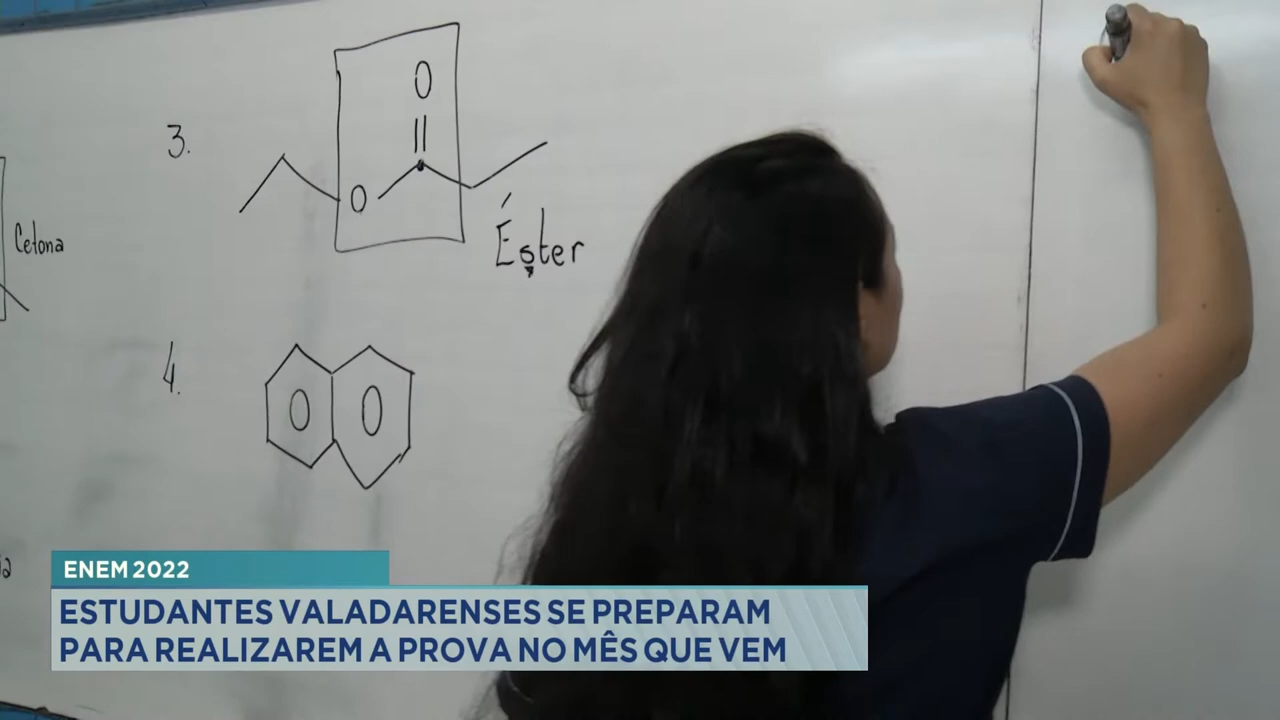 3.
O
O
Éster
Cetona
4.
ENEM 2022
ESTUDANTES VALADARENSES SE PREPARAM
PARA REALIZAREM A PROVA NO MÊS QUE VEM